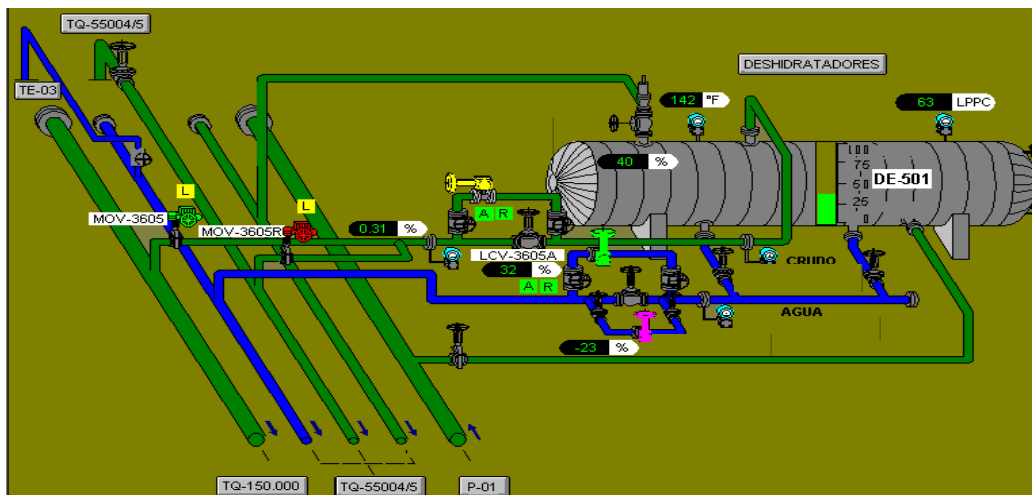 TQ-55004/5
TE-03
DESHIDRATADORES
142 °F
63 LPPC
40 %
100
75
50
25
0
DE-501
L
MOV-3605
L
MOV-3605R
A R
0.31 %
LCV-3605A
32 %
A R
CRUDO
AGUA
-23 %
TQ-150.000
TQ-55004/5
P-01